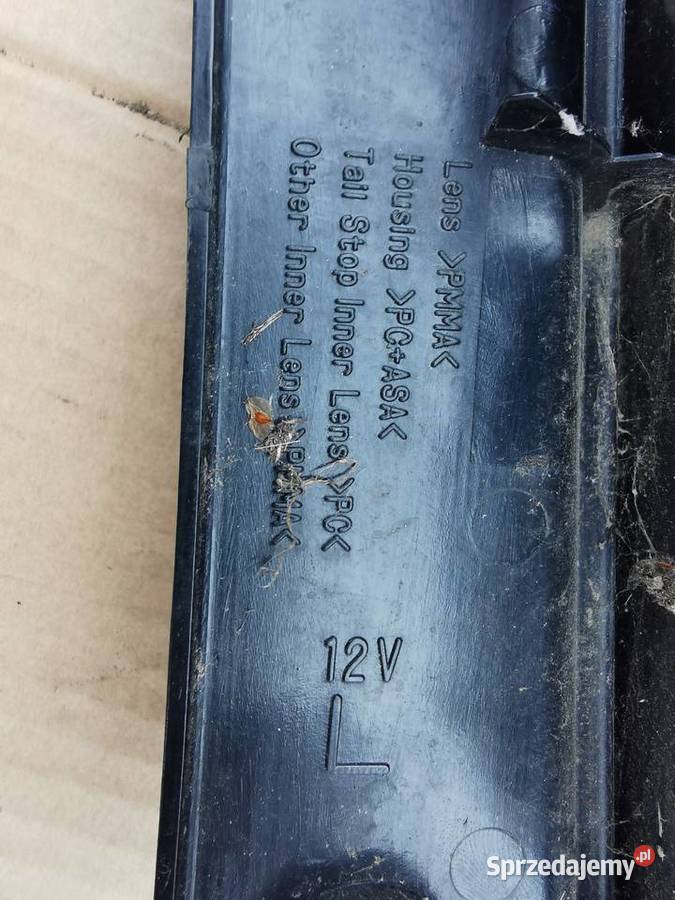 Lens >PMMA<
Housing >PC+ASA<
Tail Stop Inner Lens >PC<
Other Inner Lens >PMMA<
12V
L
Sprzedajemy.pl